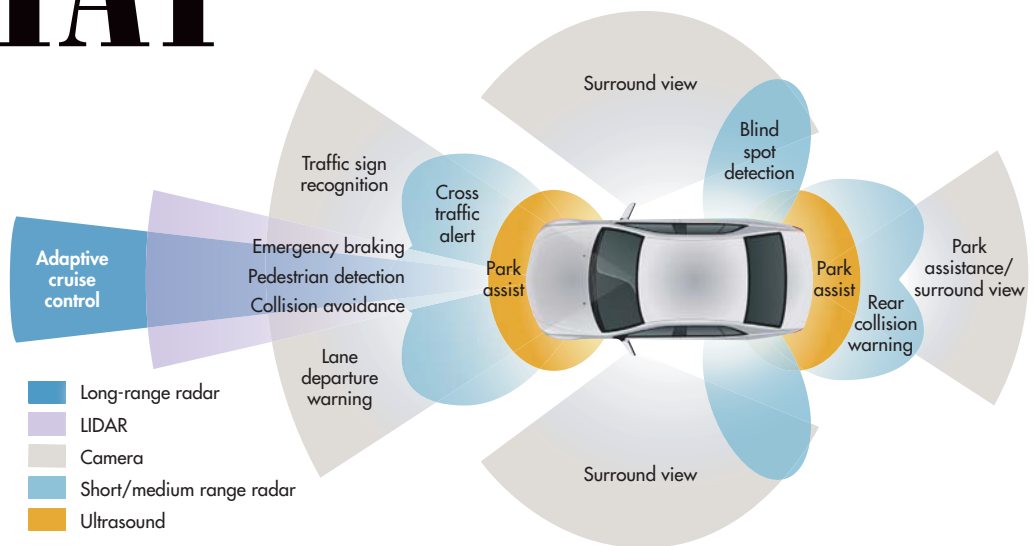 Surround view
Blind
spot
detection
Traffic sign
recognition
Cross
traffic
alert
Emergency braking
Pedestrian detection
Collision avoidance
Adaptive
cruise
control
Park
assist
Park
assist
Park
assistance/
surround view
Rear
collision
warning
Lane
departure
warning
Surround view
Long-range radar
LIDAR
Camera
Short/medium range radar
Ultrasound